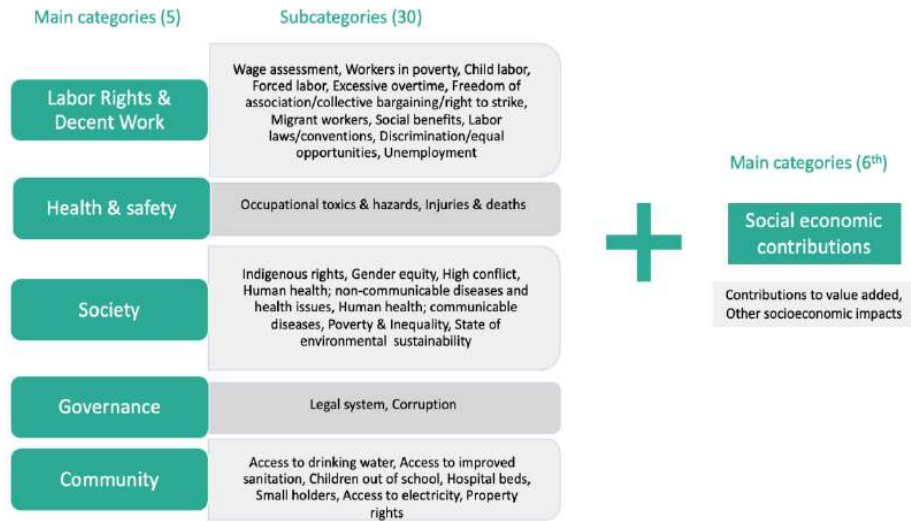 Main categories (5)
Subcategories (30)
Labor Rights &
Decent Work
Wage assessment, Workers in poverty, Child labor,
Forced labor, Excessive overtime, Freedom of
association/collective bargaining/right to strike,
Migrant workers, Social benefits, Labor
laws/conventions, Discrimination/equal
opportunities, Unemployment
Health & safety
Occupational toxics & hazards, Injuries & deaths
Society
Indigenous rights, Gender equity, High conflict,
Human health; non-communicable diseases and
health issues, Human health; communicable
diseases, Poverty & Inequality, State of
environmental sustainability
Governance
Legal system, Corruption
Community
Access to drinking water, Access to improved
sanitation, Children out of school, Hospital beds,
Small holders, Access to electricity, Property
rights
Main categories (6th)
Social economic
contributions
Contributions to value added,
Other socioeconomic impacts